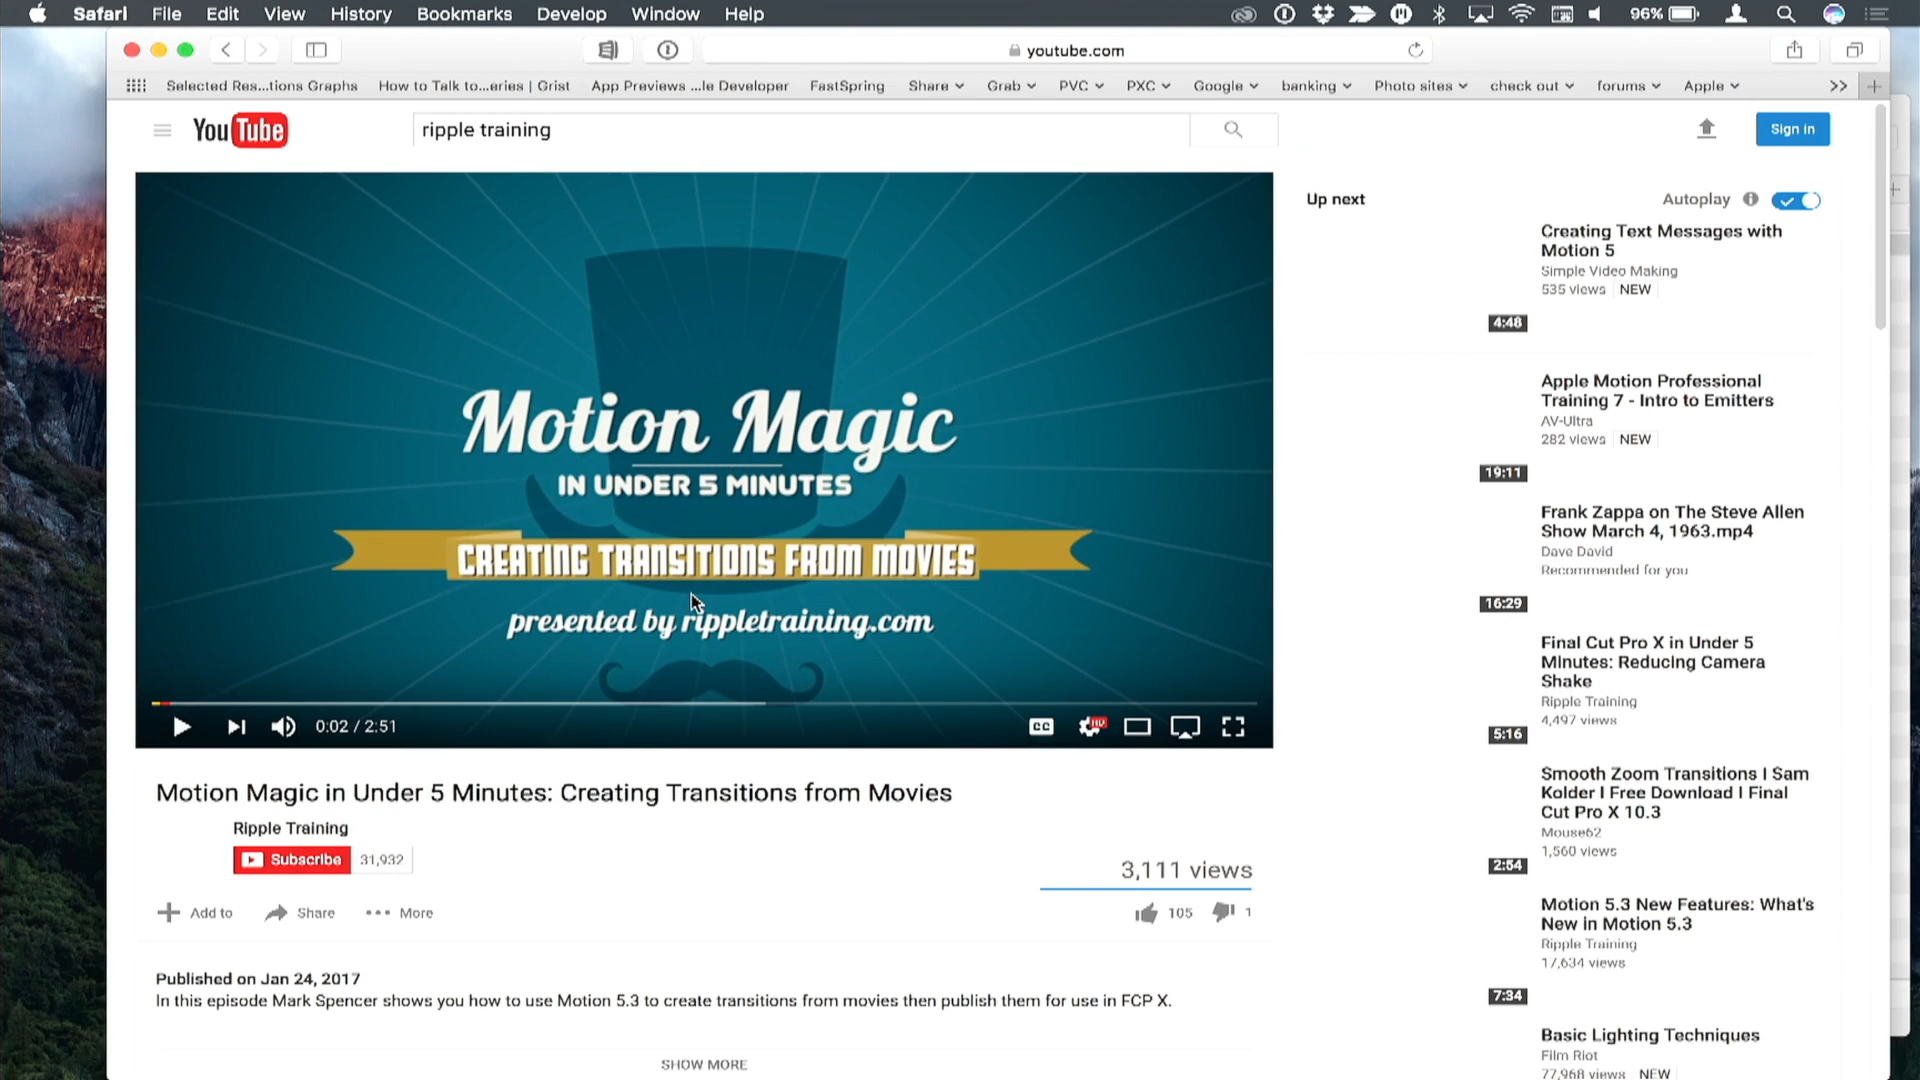 Safari File Edit View History Bookmarks Develop Window Help 96%
youtube.com
Selected Res...tions Graphs How to Talk to...eries | Grist App Previews ...le Developer FastSpring Share Grab PVC PXC Google banking Photo sites check out forums Apple >>
YouTube ripple training Sign in
Up next Autoplay
Creating Text Messages with
Motion 5
Simple Video Making
535 views NEW
4:48
Apple Motion Professional
Training 7 - Intro to Emitters
AV-Ultra
282 views NEW
19:11
Frank Zappa on The Steve Allen
Show March 4, 1963.mp4
Dave David
Recommended for you
16:29
Final Cut Pro X in Under 5
Minutes: Reducing Camera
Shake
Ripple Training
4,497 views
5:16
Smooth Zoom Transitions I Sam
Kolder I Free Download I Final
Cut Pro X 10.3
Mouse62
1,560 views
2:54
Motion 5.3 New Features: What's
New in Motion 5.3
Ripple Training
17,634 views
7:34
Basic Lighting Techniques
Film Riot
77,968 views NEW
Motion Magic
IN UNDER 5 MINUTES
CREATING TRANSITIONS FROM MOVIES
presented by rippletraining.com
0:02 / 2:51 CC HD
Motion Magic in Under 5 Minutes: Creating Transitions from Movies
Ripple Training
Subscribe 31,932
3,111 views
Add to Share More 105 1
Published on Jan 24, 2017
In this episode Mark Spencer shows you how to use Motion 5.3 to create transitions from movies then publish them for use in FCP X.
SHOW MORE